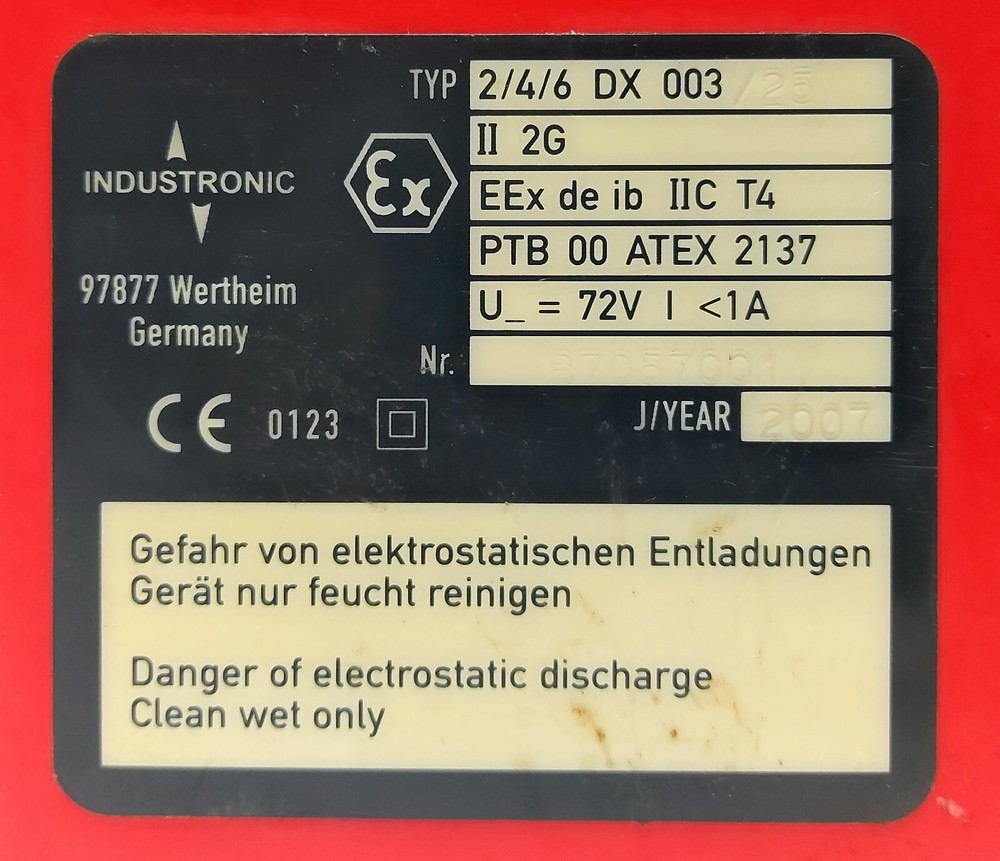 TYP 2/4/6 DX 003 /25
II 2G
INDUSTRONIC
Ex
EEx de ib IIC T4
PTB 00 ATEX 2137
97877 Wertheim
Germany
U_ = 72V I <1A
Nr.
CE 0123
J/YEAR 2007
Gefahr von elektrostatischen Entladungen
Gerät nur feucht reinigen
Danger of electrostatic discharge
Clean wet only